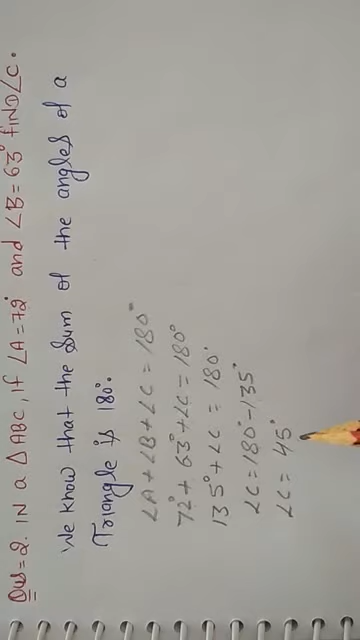 Ques=2. IN a △ABC, If ∠A=72° and ∠B=63° FIND∠C.
We know that the Sum of the angles of a
Triangle is 180°.
∠A+∠B+∠C=180°
72°+63°+∠C=180°
135°+∠C=180°
∠C=180°-135°
∠C=45°